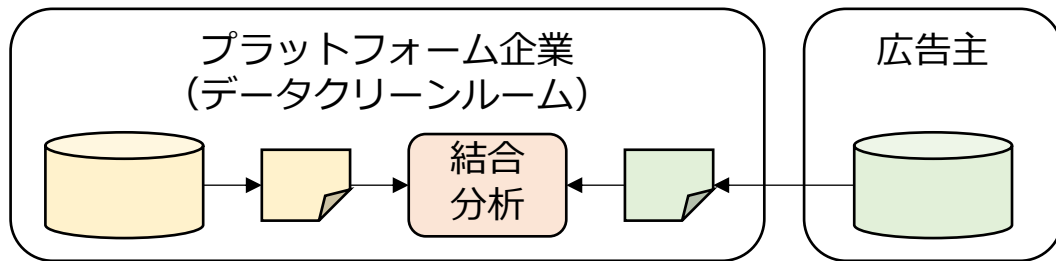 プラットフォーム企業
（データクリーンルーム）
結合
分析
広告主